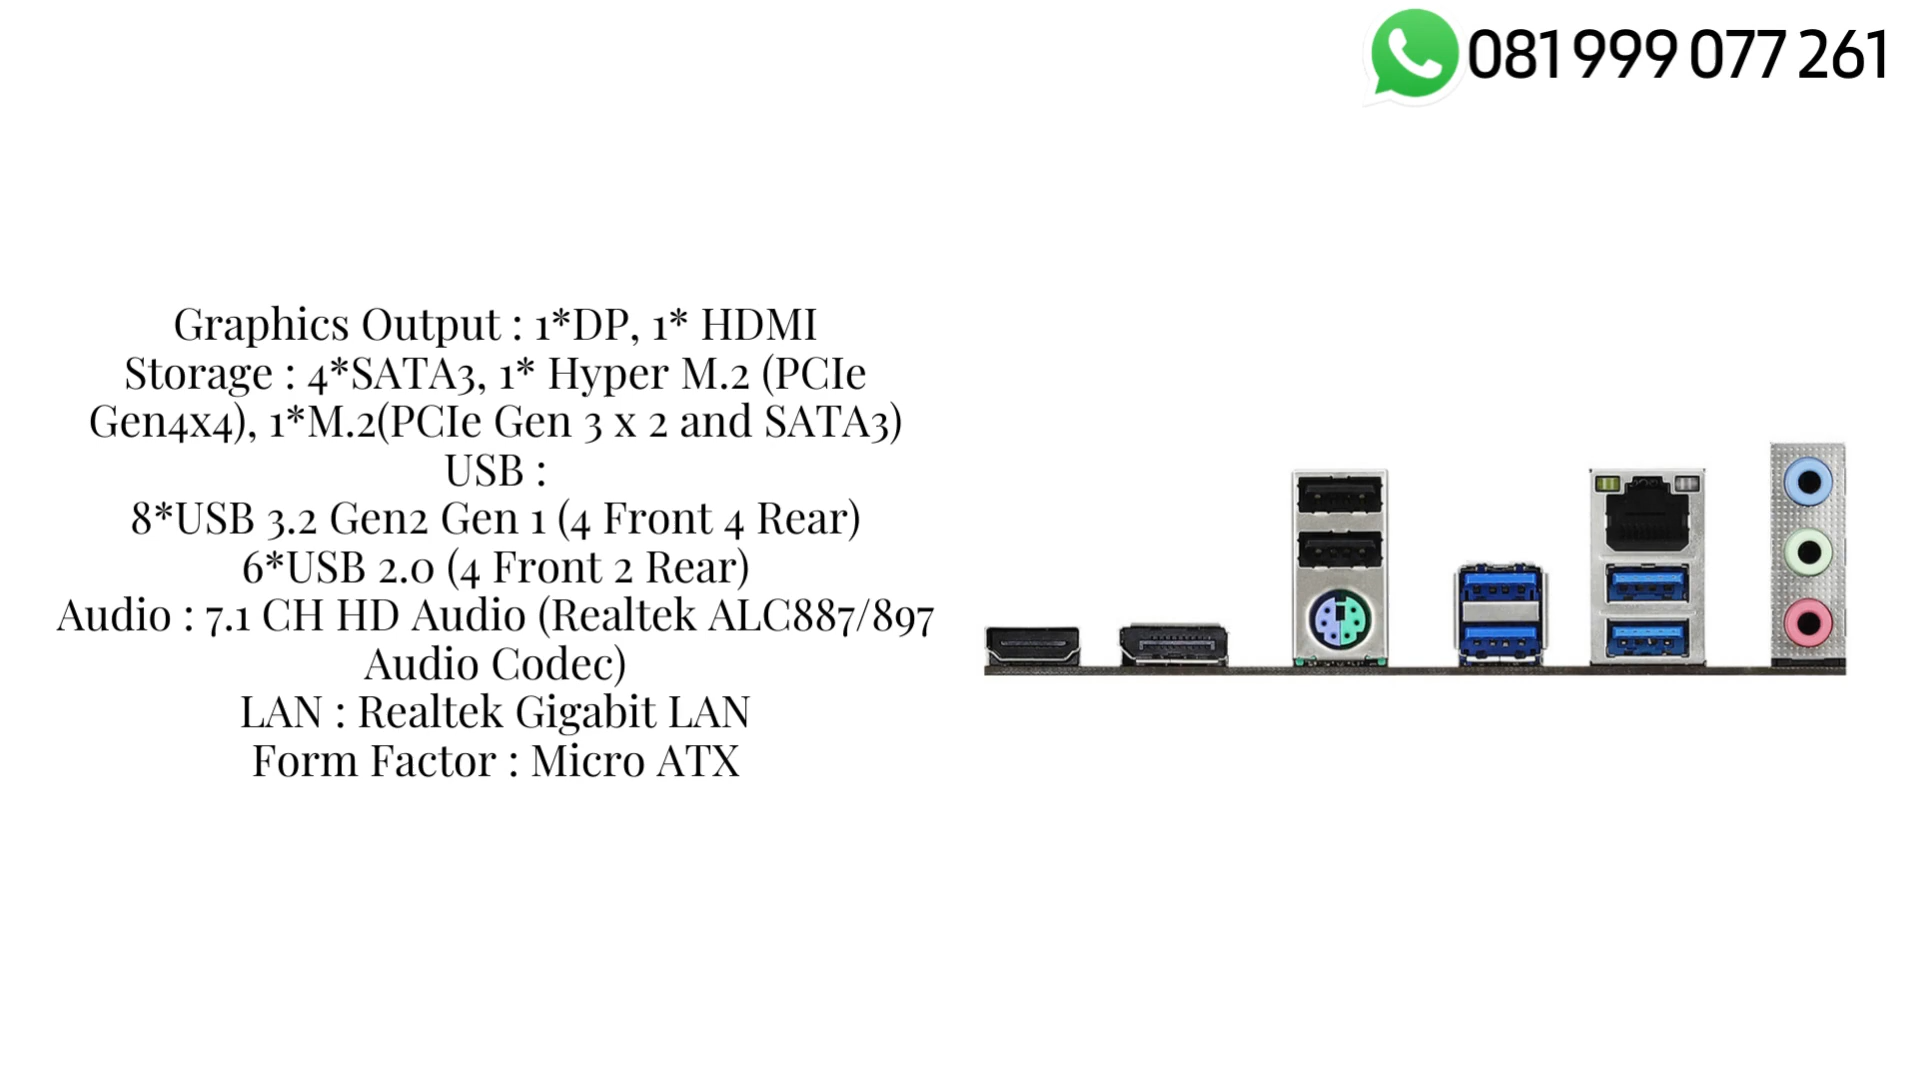 081 999 077 261
Graphics Output : 1*DP, 1* HDMI
Storage : 4*SATA3, 1* Hyper M.2 (PCIe
Gen4x4), 1*M.2(PCIe Gen 3 x 2 and SATA3)
USB :
8*USB 3.2 Gen2 Gen 1 (4 Front 4 Rear)
6*USB 2.0 (4 Front 2 Rear)
Audio : 7.1 CH HD Audio (Realtek ALC887/897
Audio Codec)
LAN : Realtek Gigabit LAN
Form Factor : Micro ATX